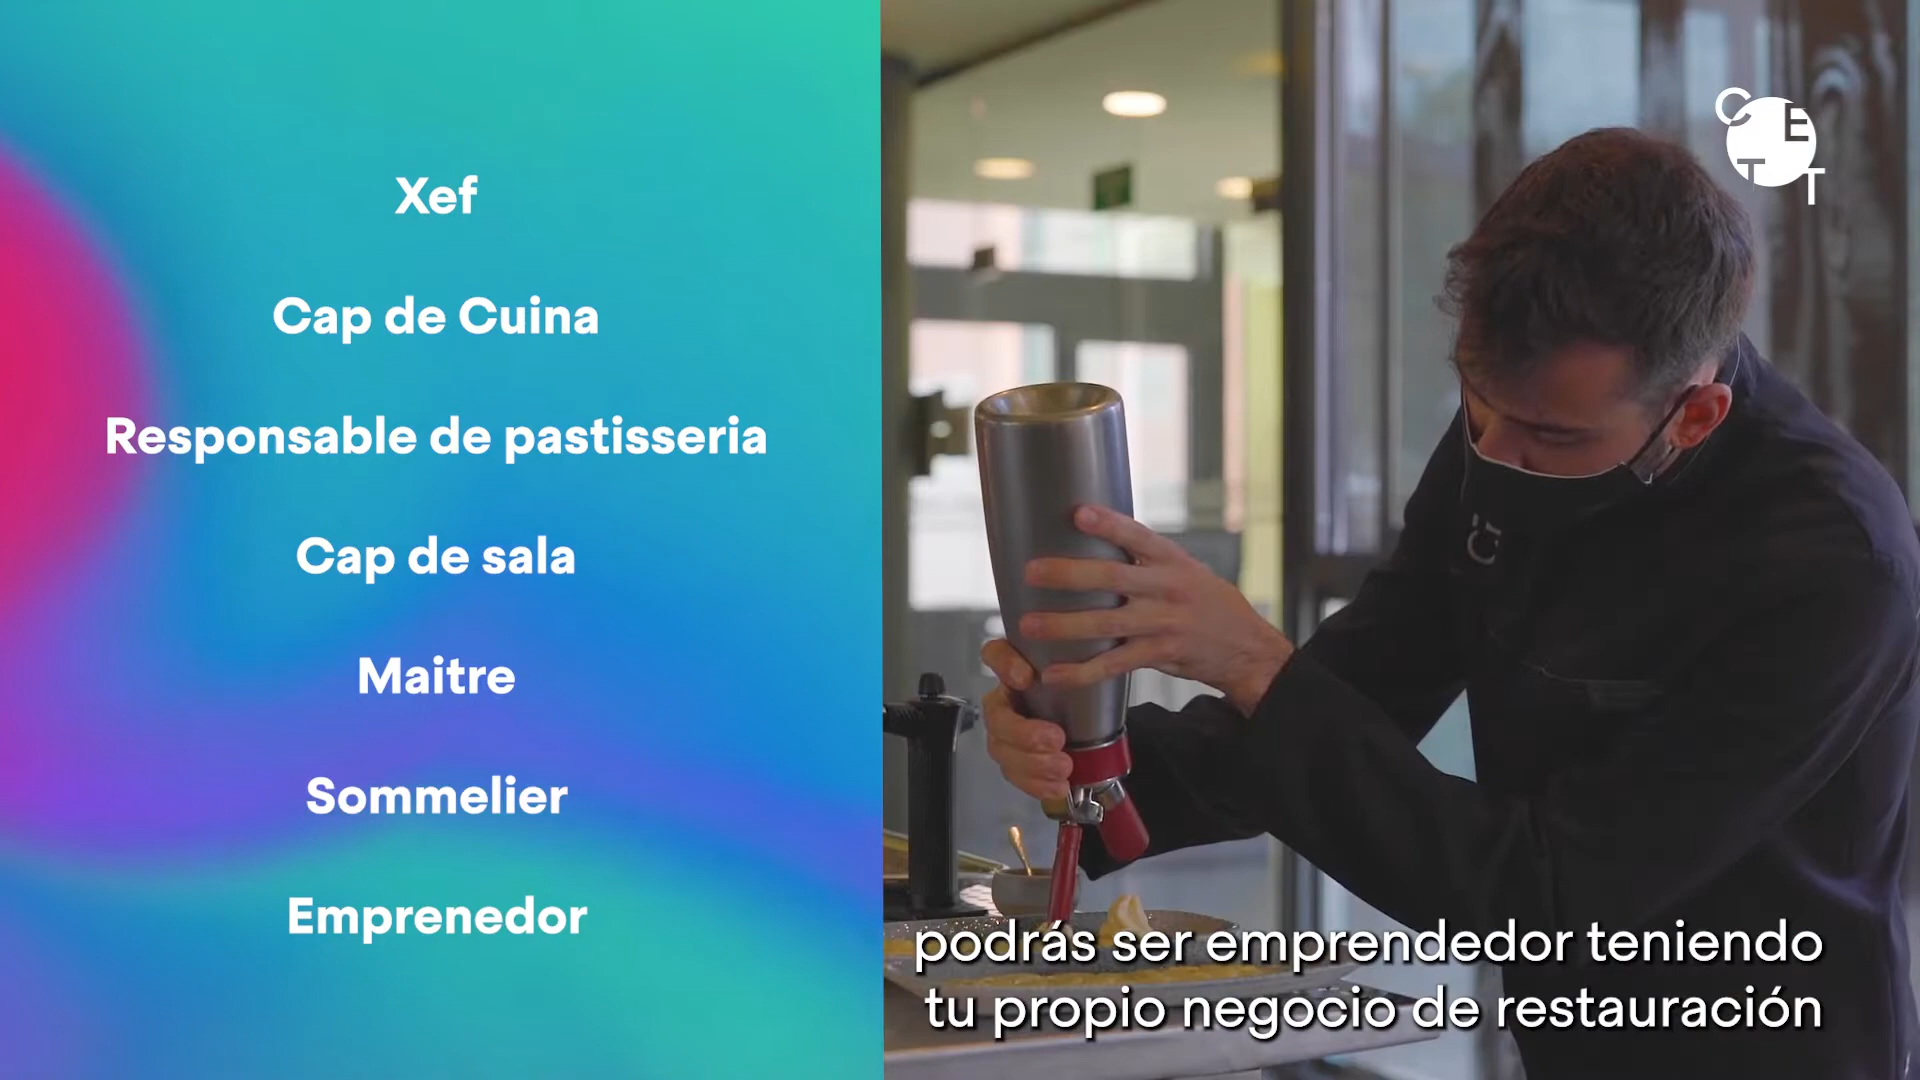 Xef
Cap de Cuina
Responsable de pastisseria
Cap de sala
Maitre
Sommelier
Emprenedor
CETT
podrás ser emprendedor teniendo
tu propio negocio de restauración